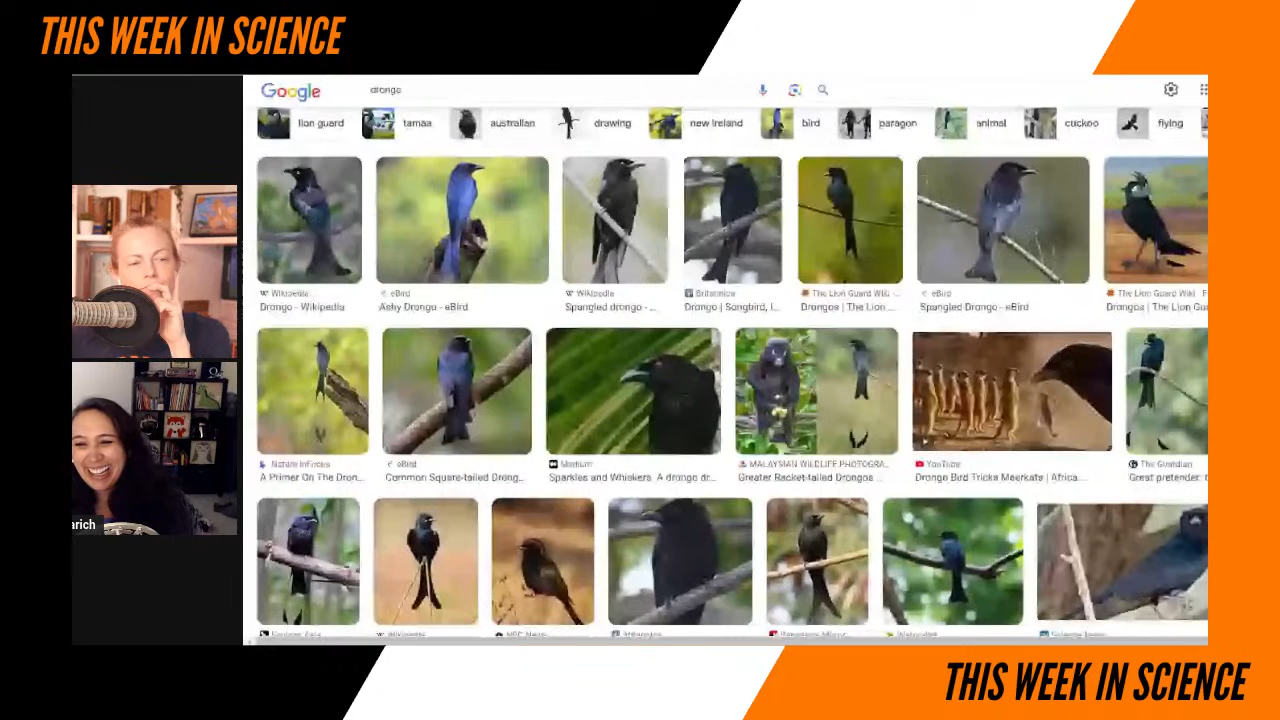 THIS WEEK IN SCIENCE
Google
drongo
lion guard
tamaa
australian
drawing
new ireland
bird
paragon
animal
cuckoo
flying
Wikipedia
Drongo - Wikipedia
eBird
Ashy Drongo - eBird
Wikipedia
Spangled drongo - ...
Britannica
Drongo | Songbird, I...
The Lion Guard Wiki - ...
Drongos | The Lion ...
eBird
Spangled Drongo - eBird
The Lion Guard Wiki - F
Drongos | The Lion Gu
Nature inFocus
A Primer On The Dron...
eBird
Common Square-tailed Drong...
Medium
Sparkles and Whiskers. A drongo dr...
MALAYSIAN WILDLIFE PHOTOGRA...
Greater Racket-tailed Drongos ...
YouTube
Drongo Bird Tricks Meerkats | Africa...
The Guardian
Great pretender: t
arich
Wikipedia
THIS WEEK IN SCIENCE